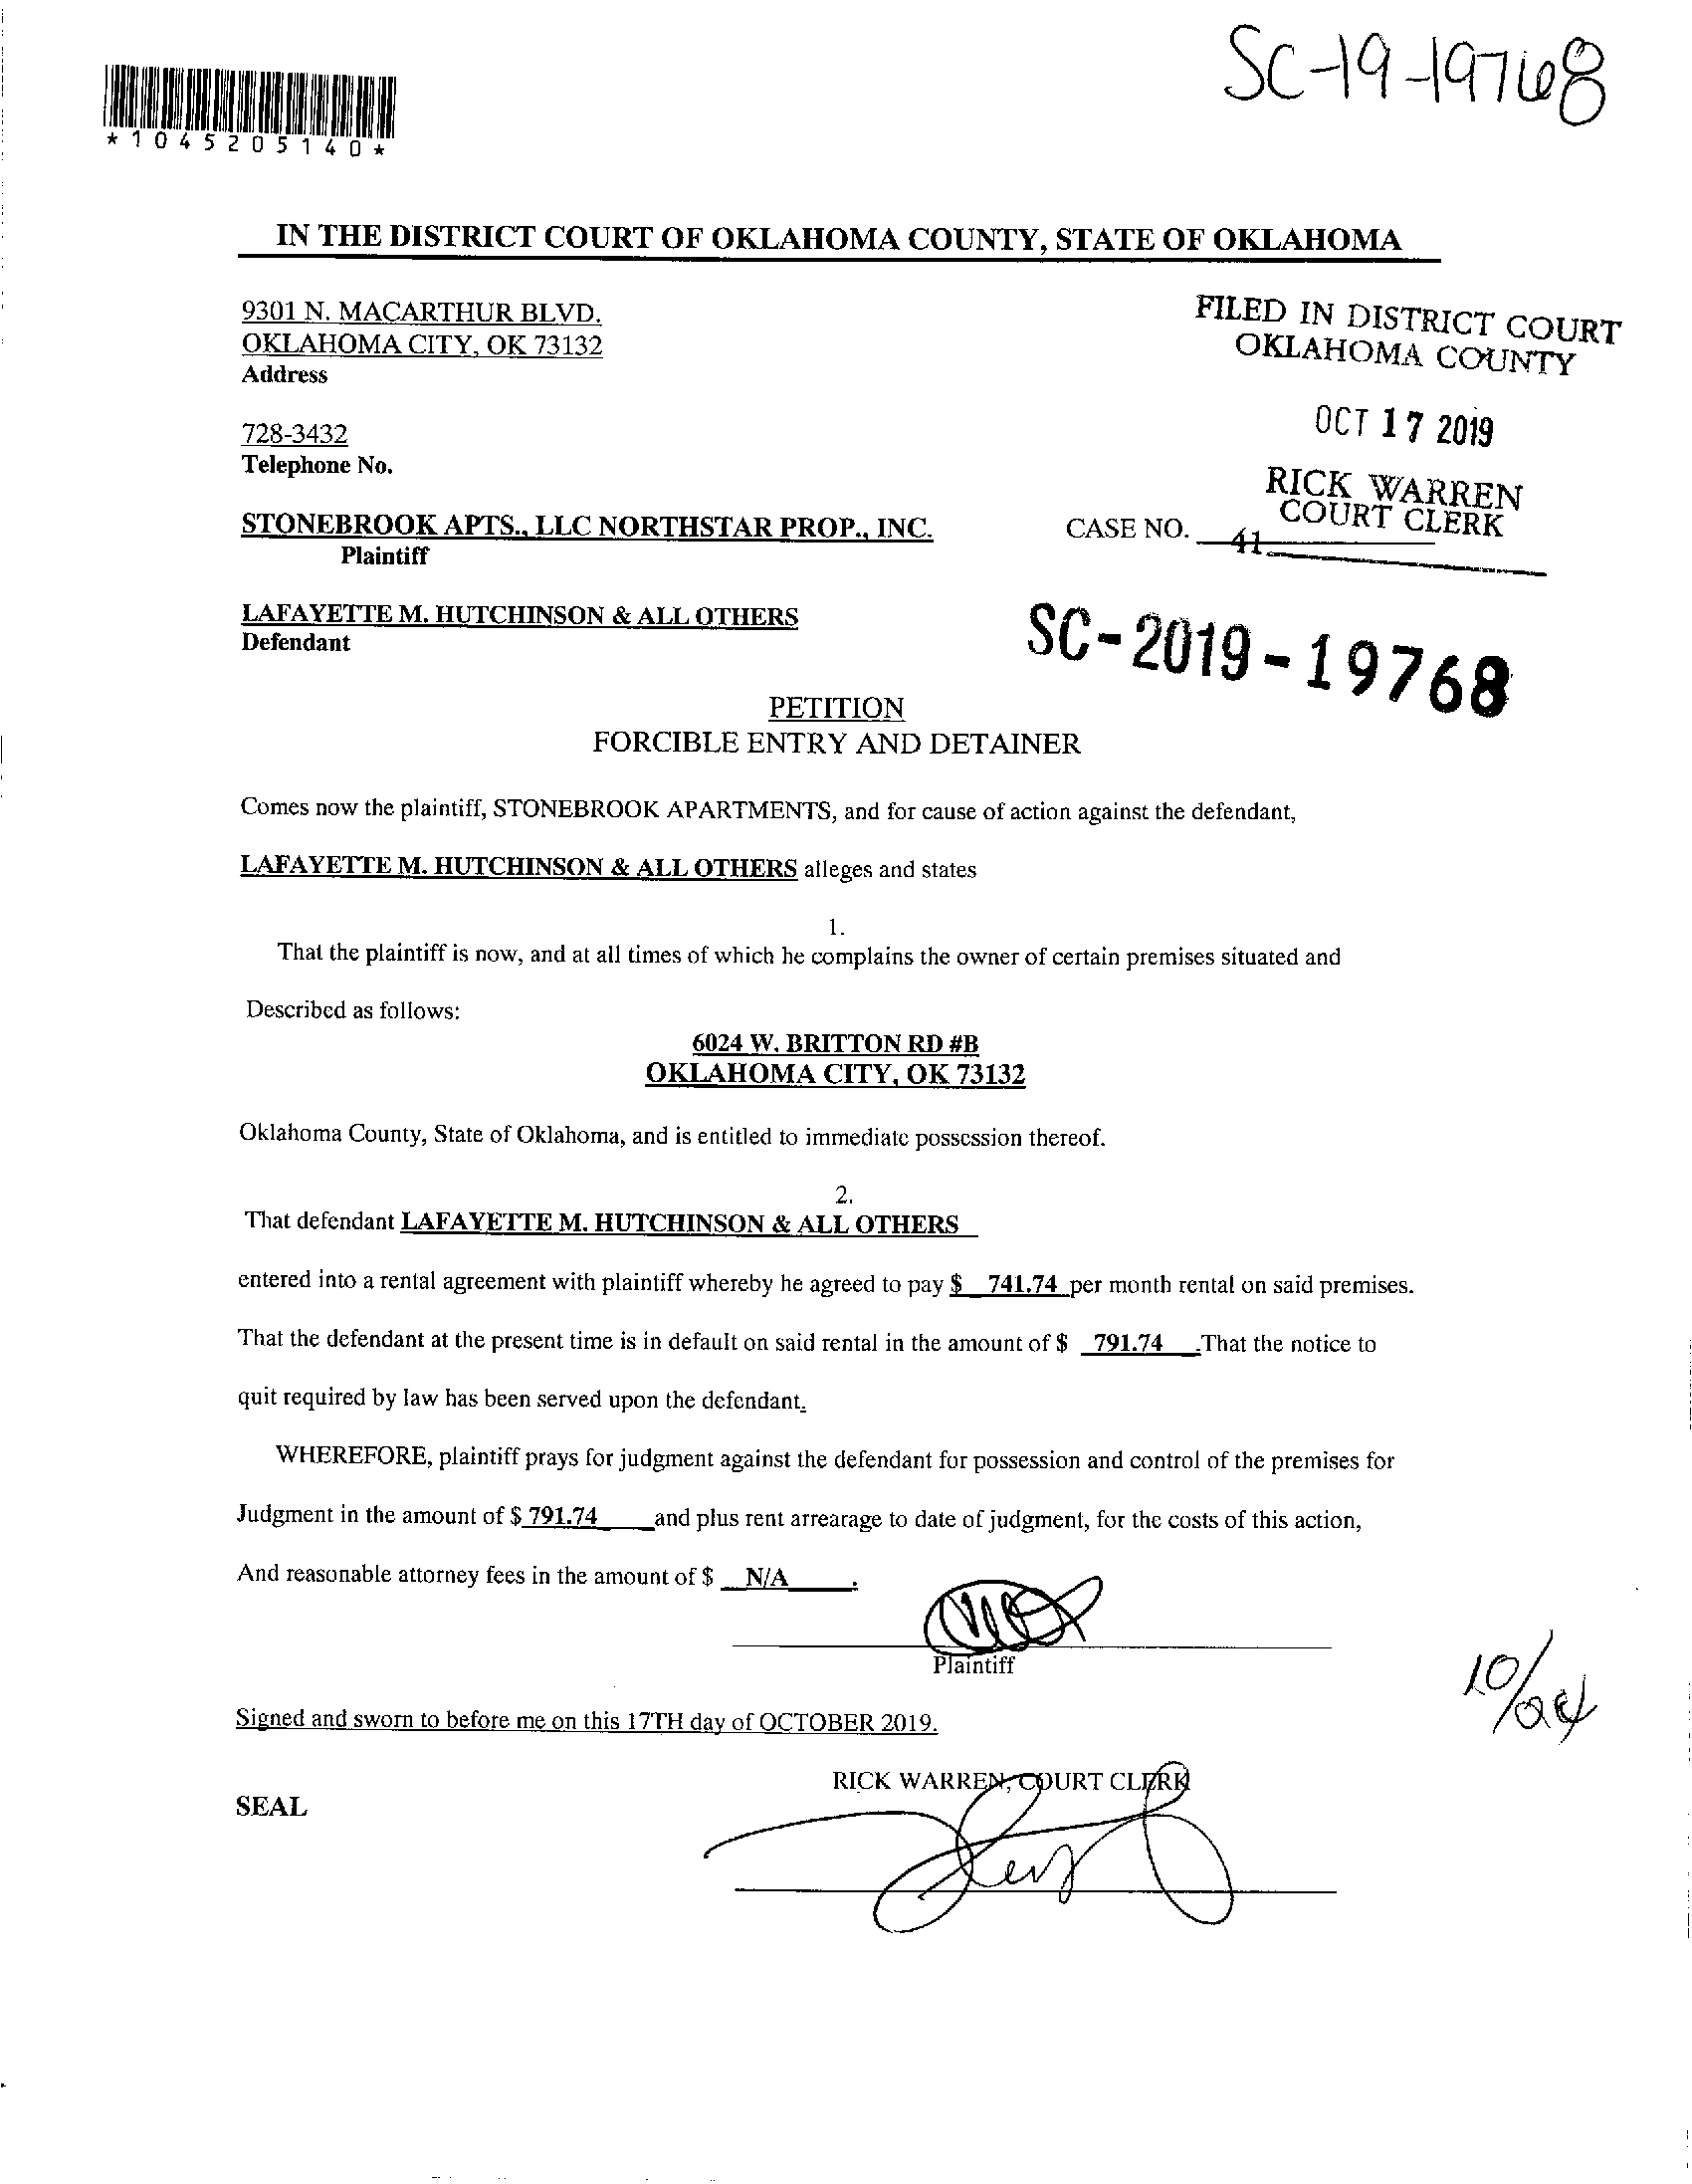 SC-19-19768
*1045205140*
IN THE DISTRICT COURT OF OKLAHOMA COUNTY, STATE OF OKLAHOMA
9301 N. MACARTHUR BLVD.
OKLAHOMA CITY, OK 73132
Address
FILED IN DISTRICT COURT
OKLAHOMA COUNTY
OCT 17 2019
728-3432
Telephone No.
RICK WARREN
COURT CLERK
STONEBROOK APTS., LLC NORTHSTAR PROP., INC.
Plaintiff
CASE NO.
41
LAFAYETTE M. HUTCHINSON & ALL OTHERS
Defendant
SC-2019-19768
PETITION
FORCIBLE ENTRY AND DETAINER
Comes now the plaintiff, STONEBROOK APARTMENTS, and for cause of action against the defendant,
LAFAYETTE M. HUTCHINSON & ALL OTHERS alleges and states
1.
That the plaintiff is now, and at all times of which he complains the owner of certain premises situated and
Described as follows:
6024 W. BRITTON RD #B
OKLAHOMA CITY, OK 73132
Oklahoma County, State of Oklahoma, and is entitled to immediate possession thereof.
2.
That defendant LAFAYETTE M. HUTCHINSON & ALL OTHERS
entered into a rental agreement with plaintiff whereby he agreed to pay $ 741.74 per month rental on said premises.
That the defendant at the present time is in default on said rental in the amount of $ 791.74 .That the notice to
quit required by law has been served upon the defendant.
WHEREFORE, plaintiff prays for judgment against the defendant for possession and control of the premises for
Judgment in the amount of $ 791.74 and plus rent arrearage to date of judgment, for the costs of this action,
And reasonable attorney fees in the amount of $ N/A .
Plaintiff
Signed and sworn to before me on this 17TH day of OCTOBER 2019.
RICK WARREN, COURT CLERK
SEAL